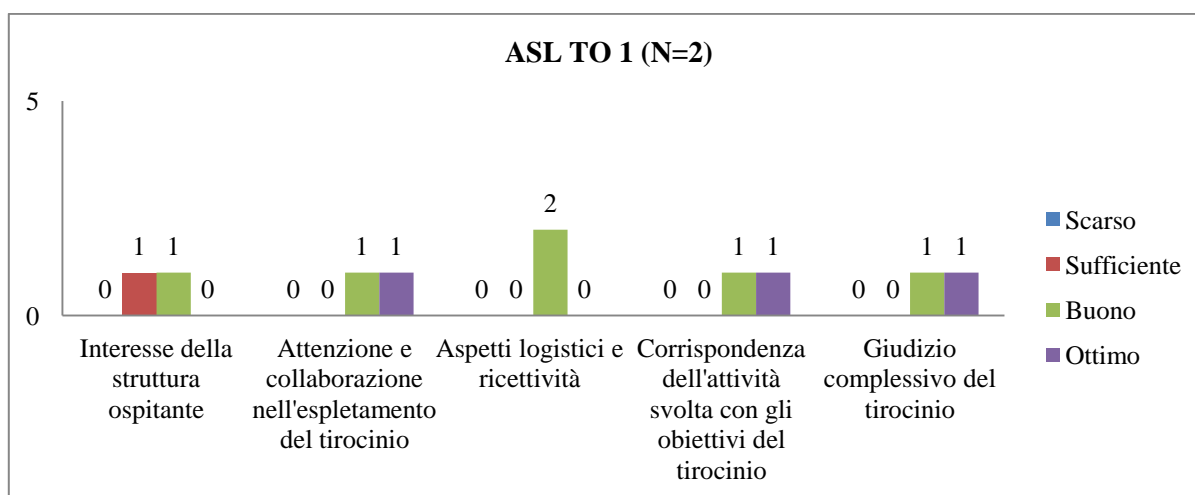 ASL TO 1 (N=2)
5
0
0 1 1 0
0 0 1 1
0 0 2 0
0 0 1 1
0 0 1 1
Interesse della
struttura
ospitante
Attenzione e
collaborazione
nell'espletamento
del tirocinio
Aspetti logistici e
ricettività
Corrispondenza
dell'attività
svolta con gli
obiettivi del
tirocinio
Giudizio
complessivo del
tirocinio
Scarso
Sufficiente
Buono
Ottimo